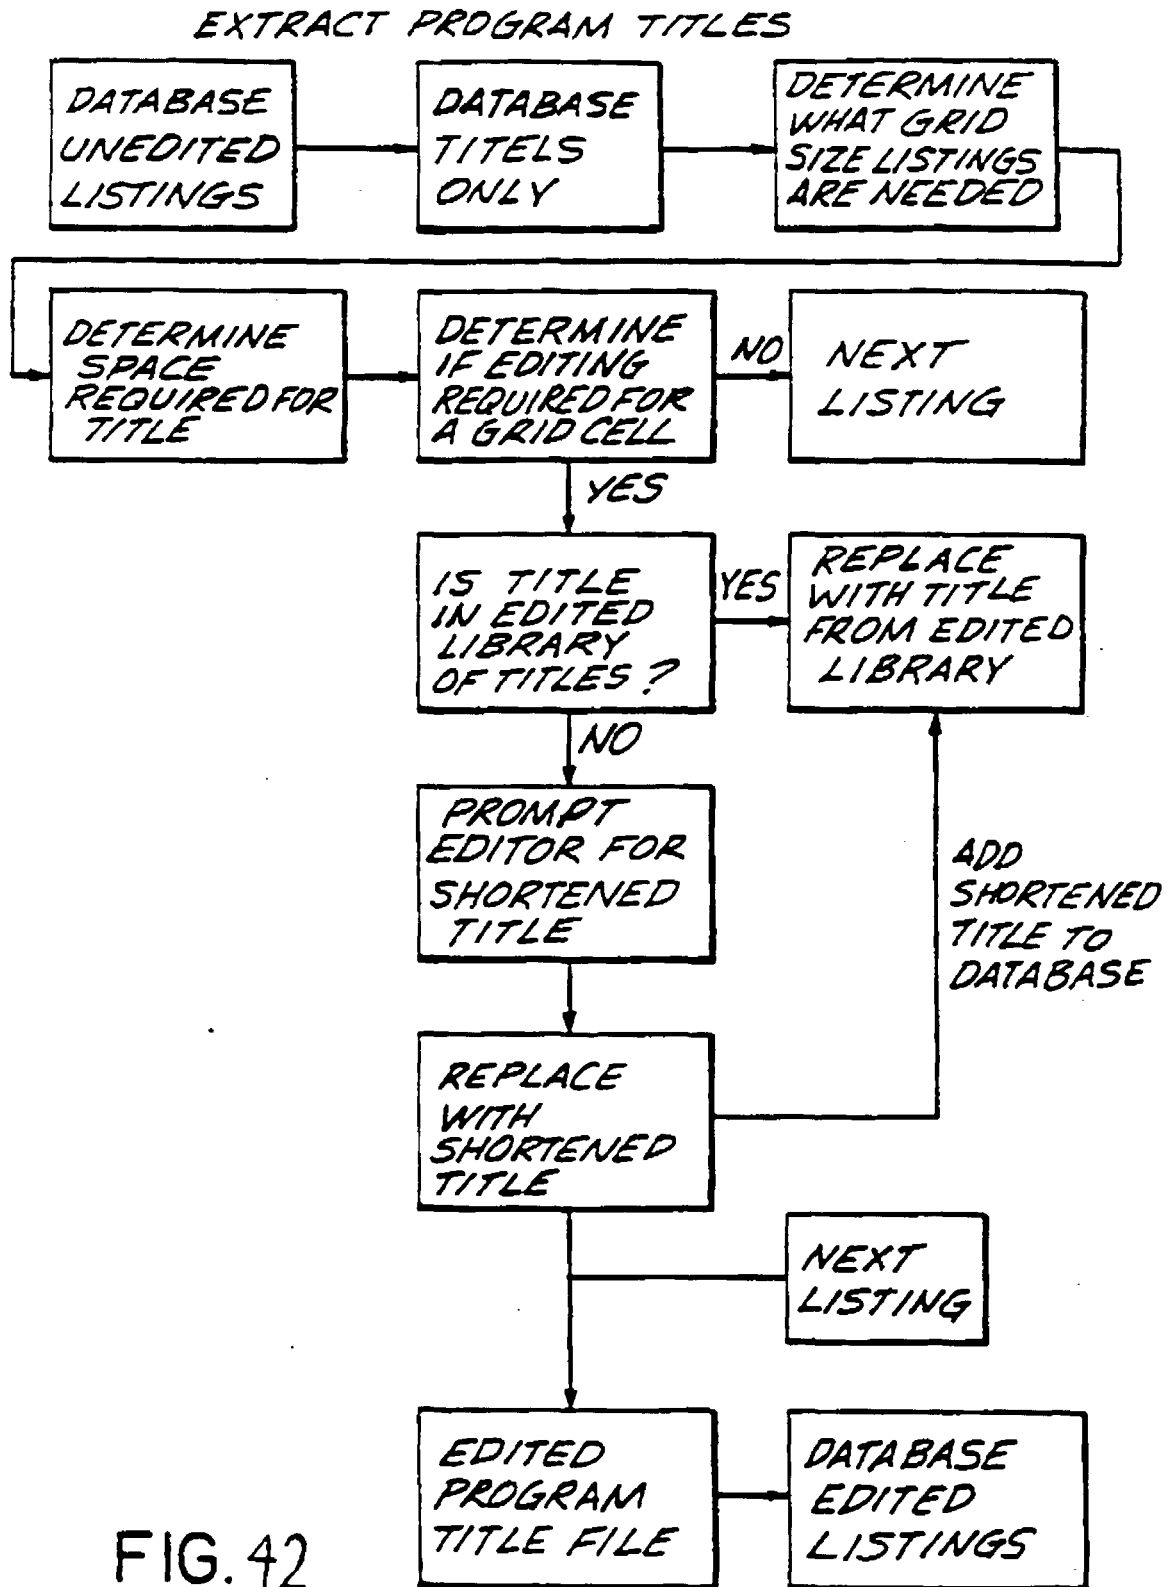 EXTRACT PROGRAM TITLES
DATABASE
UNEDITED
LISTINGS
DATABASE
TITELS
ONLY
DETERMINE
WHAT GRID
SIZE LISTINGS
ARE NEEDED
DETERMINE
SPACE
REQUIRED FOR
TITLE
DETERMINE
IF EDITING
REQUIRED FOR
A GRID CELL
NO
NEXT
LISTING
YES
IS TITLE
IN EDITED
LIBRARY
OF TITLES?
YES
REPLACE
WITH TITLE
FROM EDITED
LIBRARY
NO
PROMPT
EDITOR FOR
SHORTENED
TITLE
ADD
SHORTENED
TITLE TO
DATABASE
REPLACE
WITH
SHORTENED
TITLE
NEXT
LISTING
EDITED
PROGRAM
TITLE FILE
DATABASE
EDITED
LISTINGS
FIG. 42